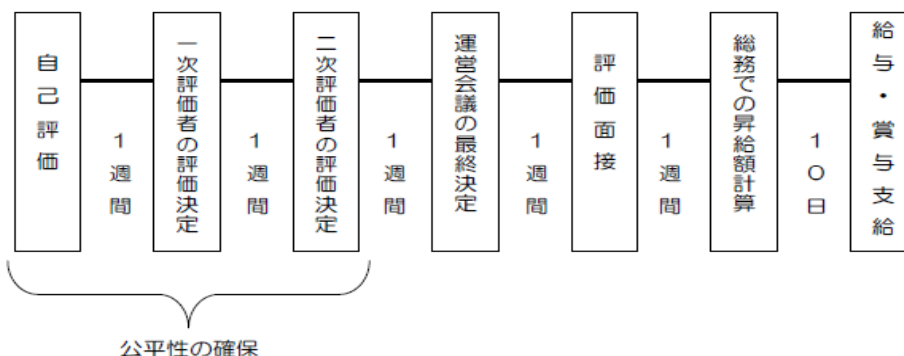 自己評価
1週間
一次評価者の評価決定
1週間
二次評価者の評価決定
1週間
運営会議の最終決定
1週間
評価面接
1週間
総務での昇給額計算
10日
給与・賞与支給
公平性の確保